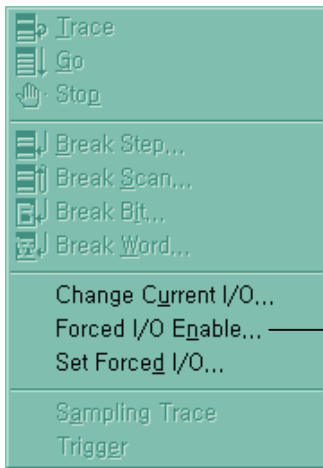 Trace
Go
Stop
Break Step...
Break Scan...
Break Bit...
Break Word...
Change Current I/O...
Forced I/O Enable...
Set Forced I/O...
Sampling Trace
Trigger